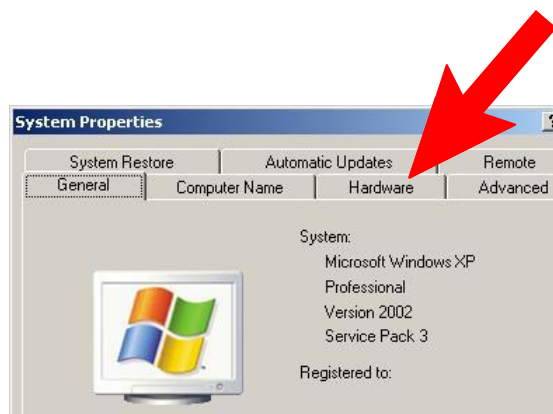 System Properties
System Restore Automatic Updates Remote
General Computer Name Hardware Advanced
System:
Microsoft Windows XP
Professional
Version 2002
Service Pack 3
Registered to: